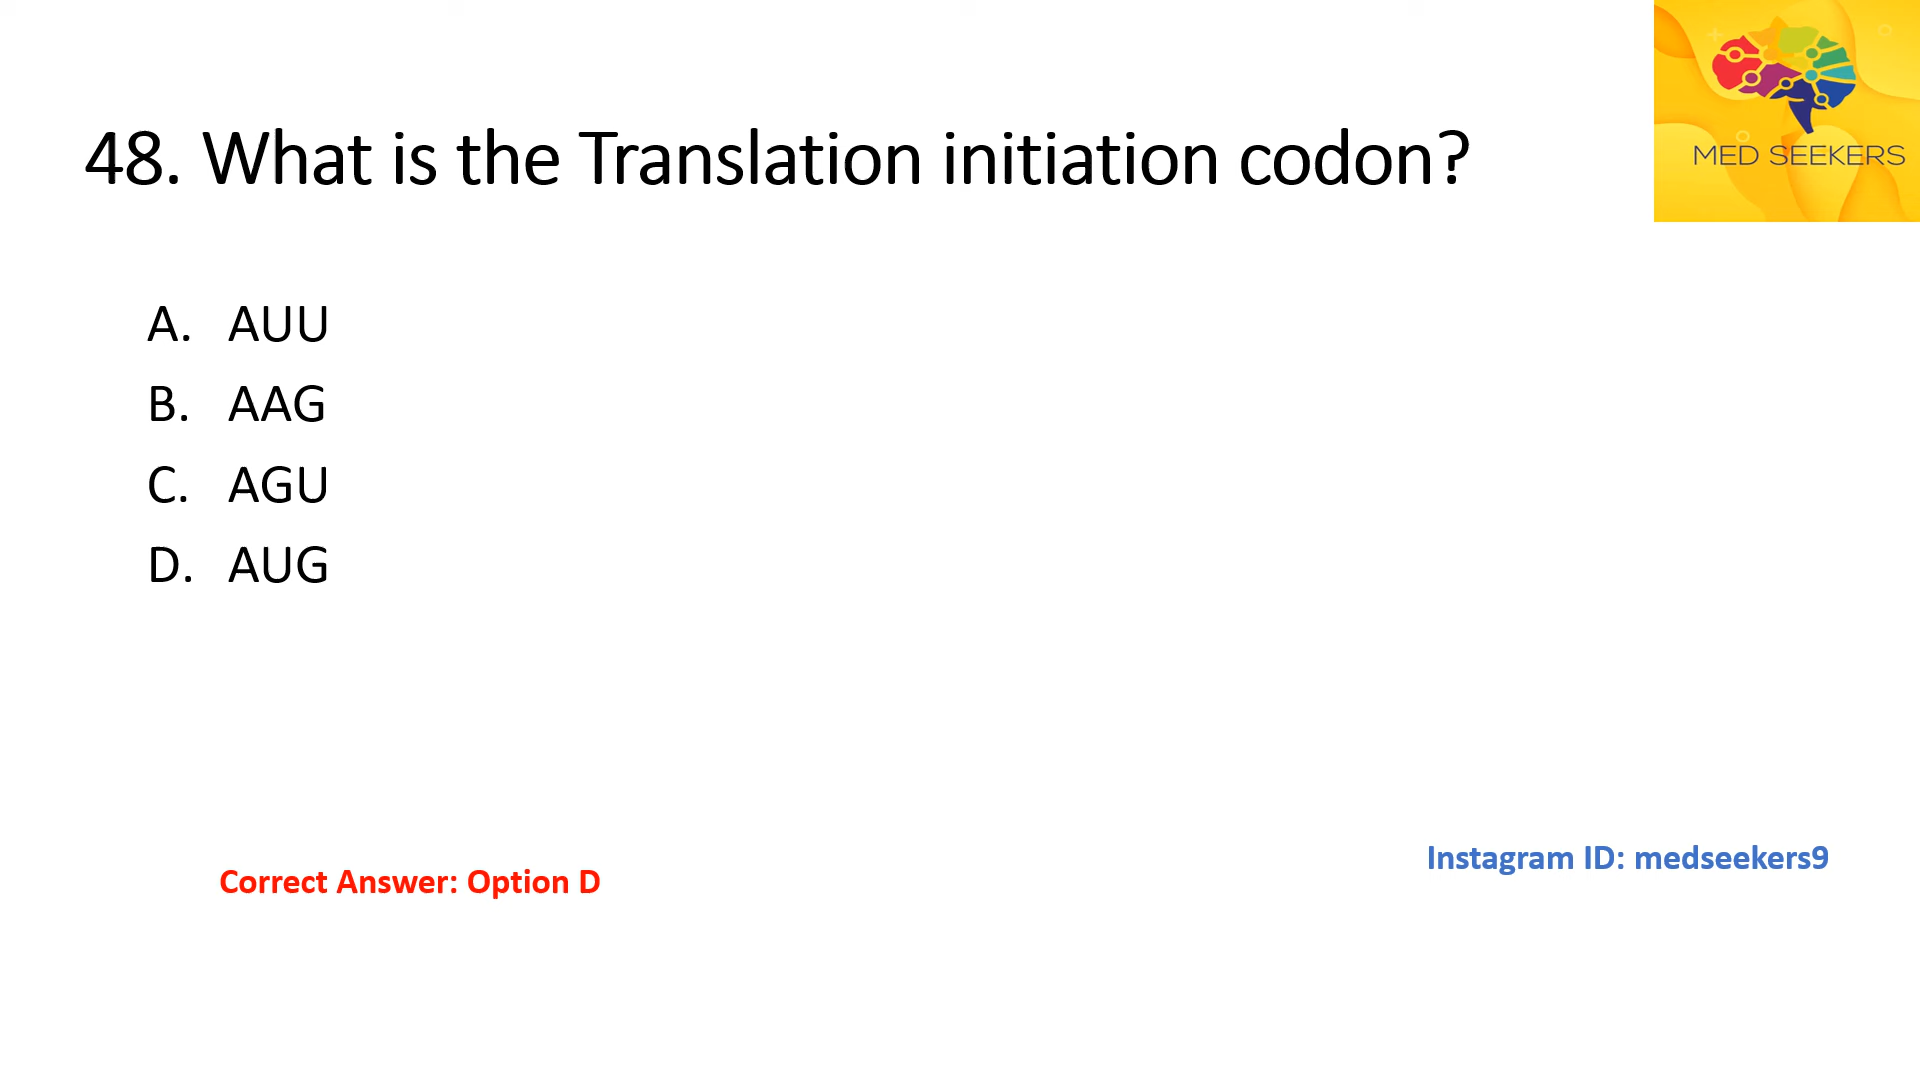 MED SEEKERS
48. What is the Translation initiation codon?
A. AUU
B. AAG
C. AGU
D. AUG
Instagram ID: medseekers9
Correct Answer: Option D